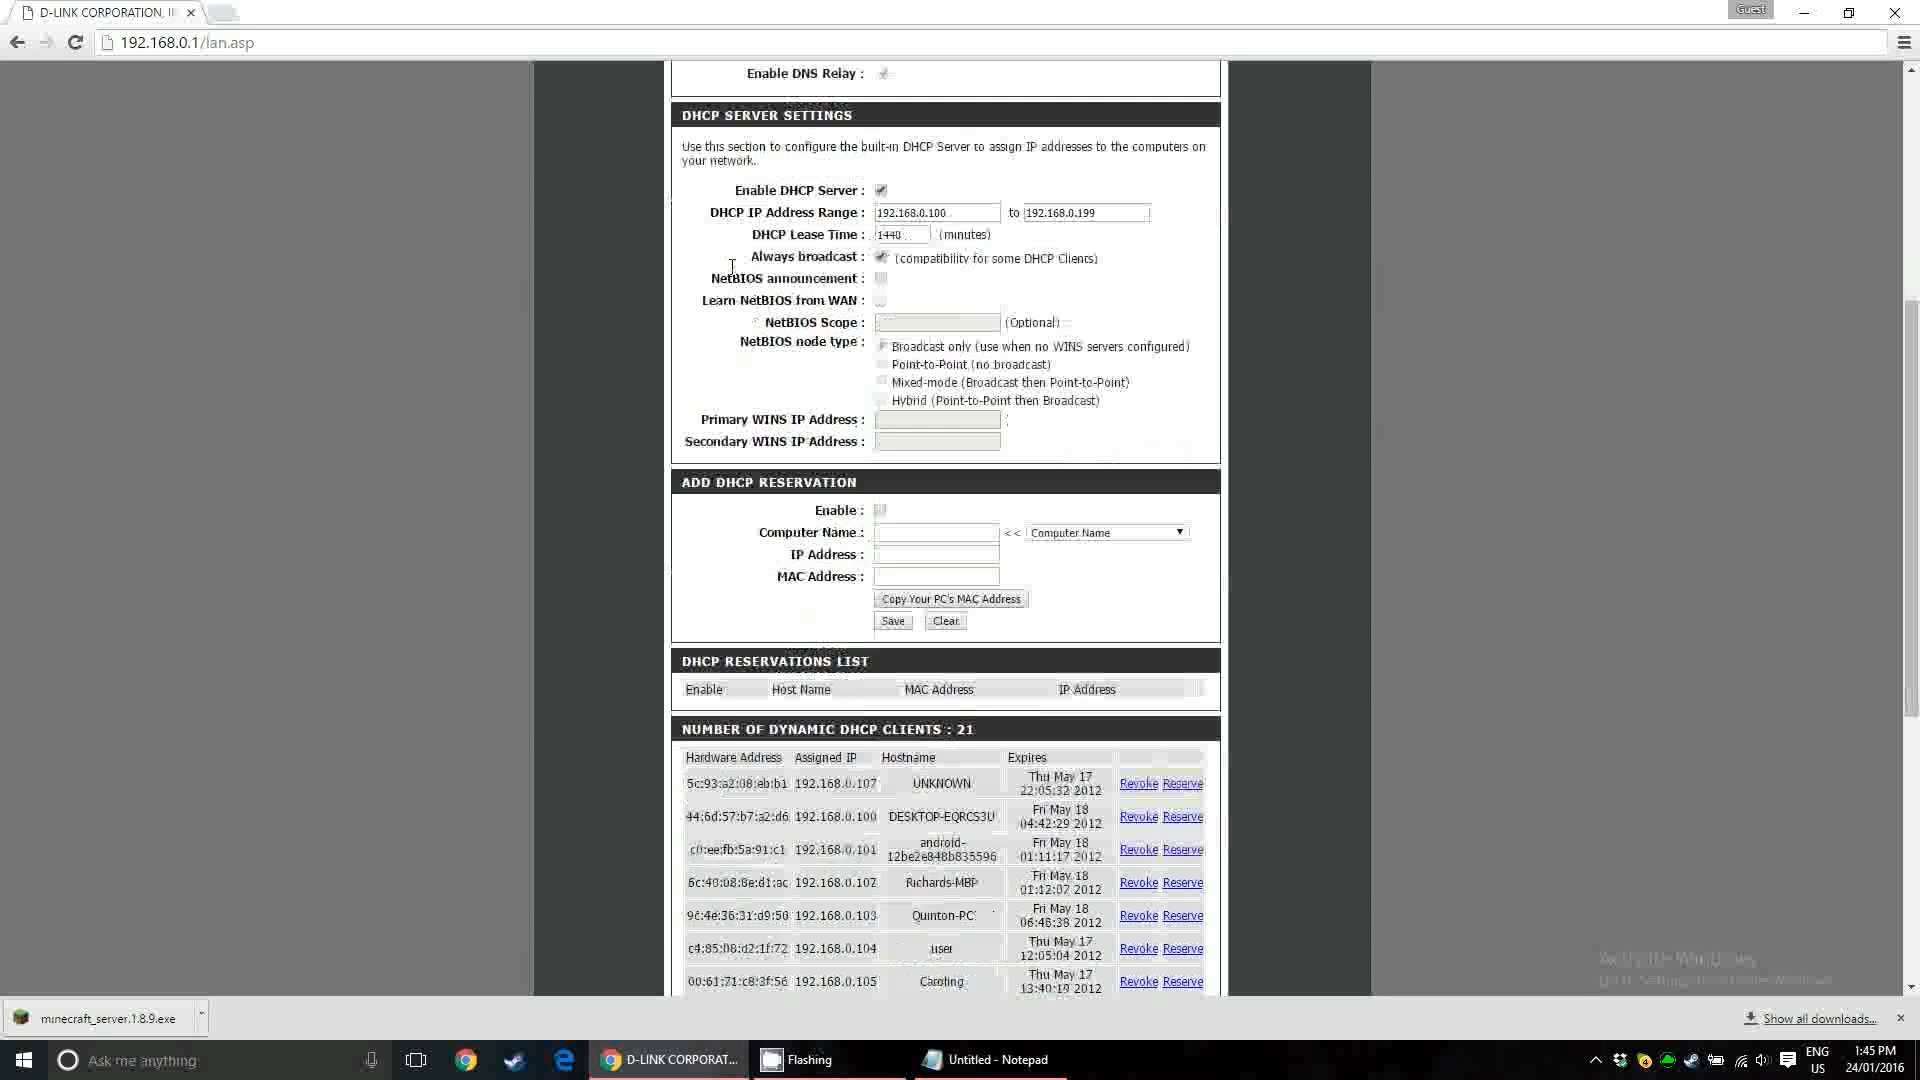 D-LINK CORPORATION, I
Guest
192.168.0.1/lan.asp
Enable DNS Relay :
DHCP SERVER SETTINGS
Use this section to configure the built-in DHCP Server to assign IP addresses to the computers on
your network.
Enable DHCP Server :
DHCP IP Address Range : 192.168.0.100 to 192.168.0.199
DHCP Lease Time : 1440 (minutes)
Always broadcast : (compatibility for some DHCP Clients)
NetBIOS announcement :
Learn NetBIOS from WAN :
NetBIOS Scope : (Optional)
NetBIOS node type : Broadcast only (use when no WINS servers configured)
Point-to-Point (no broadcast)
Mixed-mode (Broadcast then Point-to-Point)
Hybrid (Point-to-Point then Broadcast)
Primary WINS IP Address :
Secondary WINS IP Address :
ADD DHCP RESERVATION
Enable :
Computer Name : << Computer Name
IP Address :
MAC Address :
Copy Your PC's MAC Address
Save Clear
DHCP RESERVATIONS LIST
Enable Host Name MAC Address IP Address
NUMBER OF DYNAMIC DHCP CLIENTS : 21
Hardware Address Assigned IP Hostname Expires
5c:93:a2:08:eb:b1 192.168.0.107 UNKNOWN Thu May 17 22:05:32 2012 Revoke Reserve
44:6d:57:b7:a2:d6 192.168.0.100 DESKTOP-EQRCS3U Fri May 18 04:42:29 2012 Revoke Reserve
c0:ee:fb:5a:91:c1 192.168.0.101 android-12be2e848b835596 Fri May 18 01:11:17 2012 Revoke Reserve
192.168.0.102 Richards-MBP Fri May 18 01:12:07 2012 Revoke Reserve
192.168.0.103 Quinton-PC Fri May 18 06:46:38 2012 Revoke Reserve
c4:85:08:d2:1f:72 192.168.0.104 user Thu May 17 12:05:04 2012 Revoke Reserve
00:61:71:c8:3f:56 192.168.0.105 Thu May 17 13:40:19 2012 Revoke Reserve
minecraft_server.1.8.9.exe
Show all downloads...
Ask me anything
D-LINK CORPORAT...
Flashing
Untitled - Notepad
ENG
US
1:45 PM
24/01/2016